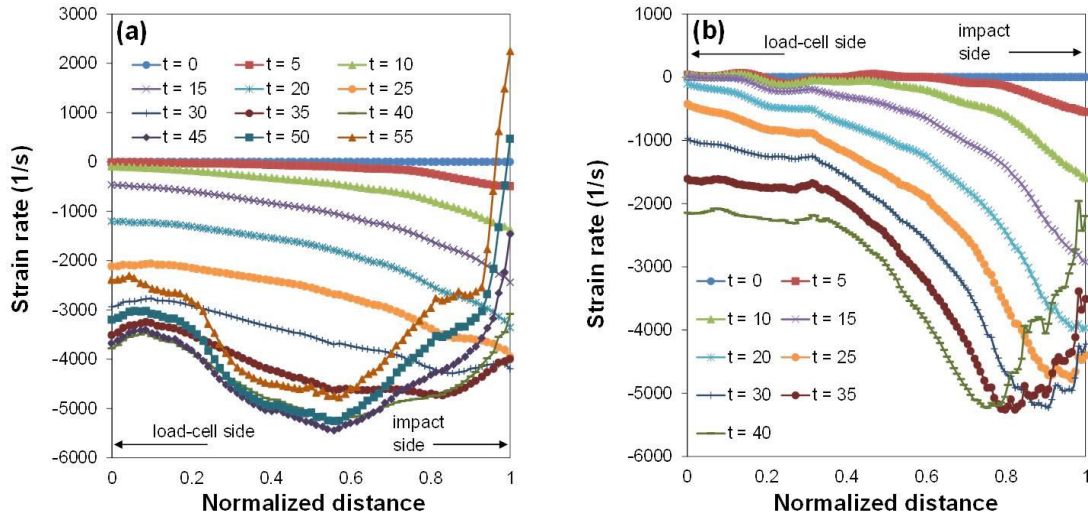 (a)
3000
2000
1000
0
-1000
-2000
-3000
-4000
-5000
-6000
Strain rate (1/s)
t = 0 t = 5 t = 10
t = 15 t = 20 t = 25
t = 30 t = 35 t = 40
t = 45 t = 50 t = 55
load-cell side
impact
side
0 0.2 0.4 0.6 0.8 1
Normalized distance
(b)
1000
0
-1000
-2000
-3000
-4000
-5000
-6000
Strain rate (1/s)
load-cell side
impact
side
t = 0 t = 5
t = 10 t = 15
t = 20 t = 25
t = 30 t = 35
t = 40
0 0.2 0.4 0.6 0.8 1
Normalized distance